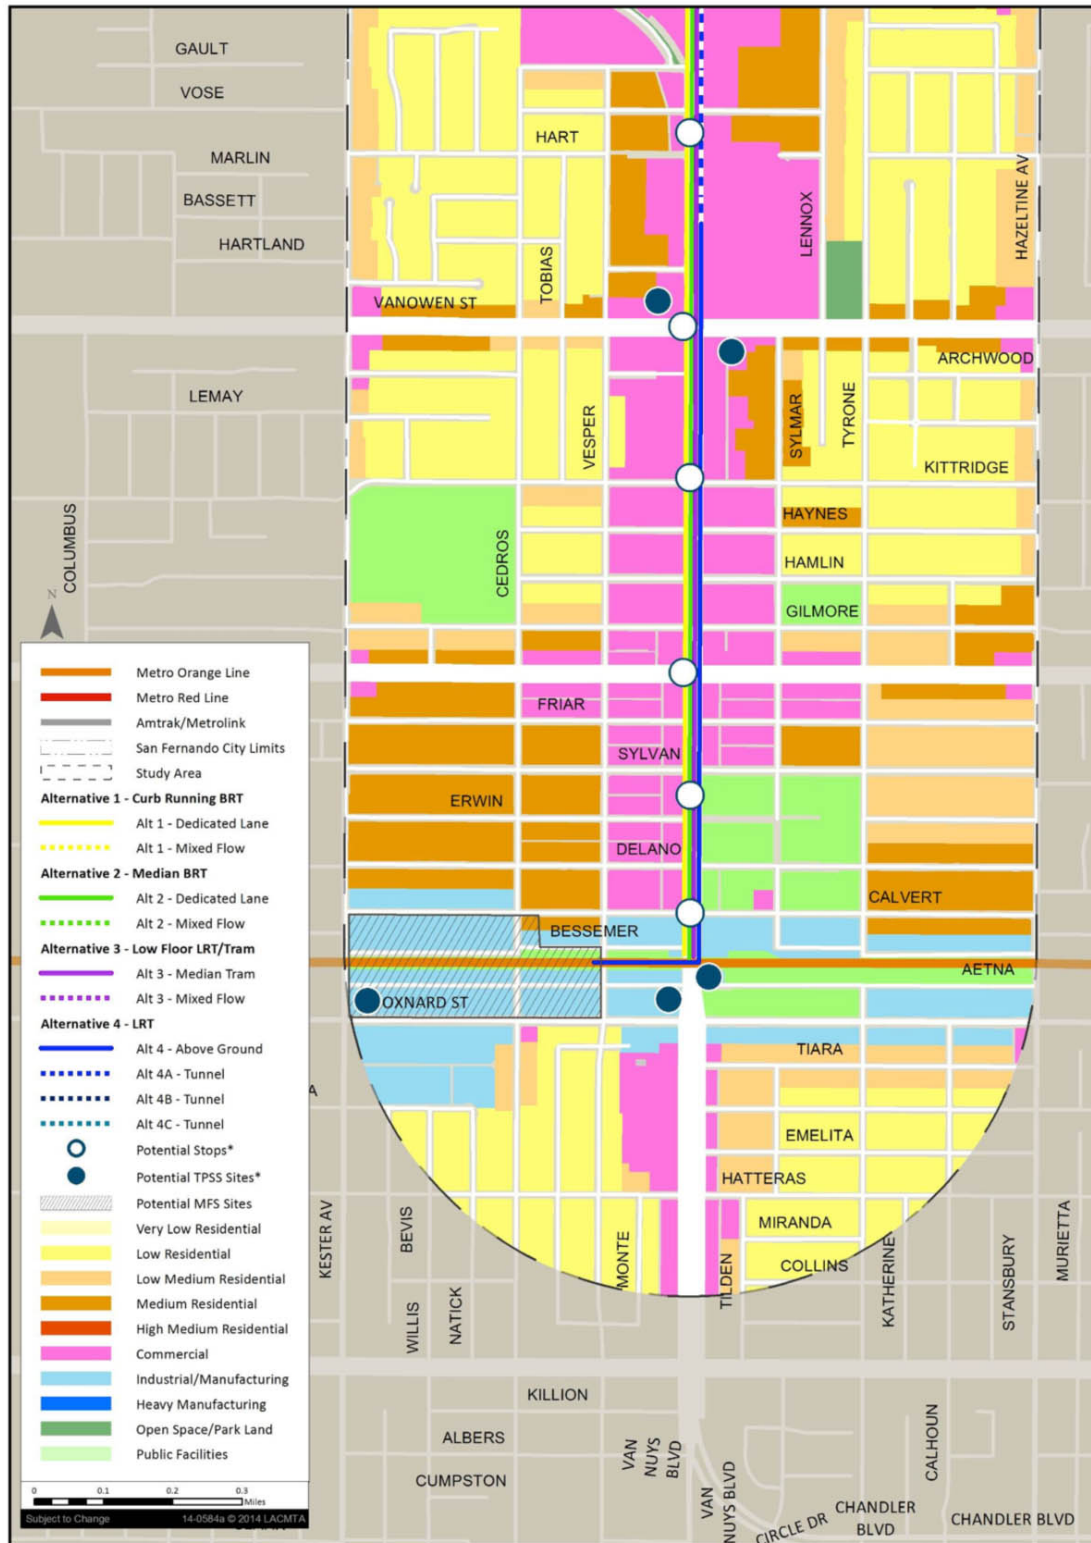 GAULT
VOSE
HART
MARLIN
BASSETT
HARTLAND
TOBIAS
LENNOX
HAZELTINE AV
VANOWEN ST
ARCHWOOD
LEMAY
VESPER
SYLMAR
TYRONE
KITTRIDGE
COLUMBUS
CEDROS
HAYNES
HAMLIN
GILMORE
N
FRIAR
SYLVAN
ERWIN
DELANO
CALVERT
BESSEMER
AETNA
OXNARD ST
TIARA
A
EMELITA
HATTERAS
MIRANDA
COLLINS
KESTER AV
BEVIS
WILLIS
NATICK
MONTE
TILDEN
KATHERINE
STANSBURY
MURIETTA
KILLION
ALBERS
CUMPSTON
VAN
NUYS
BLVD
VAN
NUYS BLVD
CIRCLE DR
CALHOUN
CHANDLER
BLVD
CHANDLER BLVD
Metro Orange Line
Metro Red Line
Amtrak/Metrolink
San Fernando City Limits
Study Area
Alternative 1 - Curb Running BRT
Alt 1 - Dedicated Lane
Alt 1 - Mixed Flow
Alternative 2 - Median BRT
Alt 2 - Dedicated Lane
Alt 2 - Mixed Flow
Alternative 3 - Low Floor LRT/Tram
Alt 3 - Median Tram
Alt 3 - Mixed Flow
Alternative 4 - LRT
Alt 4 - Above Ground
Alt 4A - Tunnel
Alt 4B - Tunnel
Alt 4C - Tunnel
Potential Stops*
Potential TPSS Sites*
Potential MFS Sites
Very Low Residential
Low Residential
Low Medium Residential
Medium Residential
High Medium Residential
Commercial
Industrial/Manufacturing
Heavy Manufacturing
Open Space/Park Land
Public Facilities
0 0.1 0.2 0.3
Miles
Subject to Change 14-0584a © 2014 LACMTA